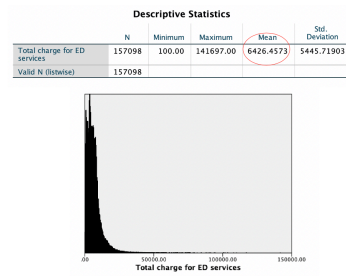 Descriptive Statistics
N Minimum Maximum Mean Std. Deviation
Total charge for ED services 157098 100.00 141697.00 6426.4573 5445.71903
Valid N (listwise) 157098
.00 50000.00 100000.00 150000.00
Total charge for ED services